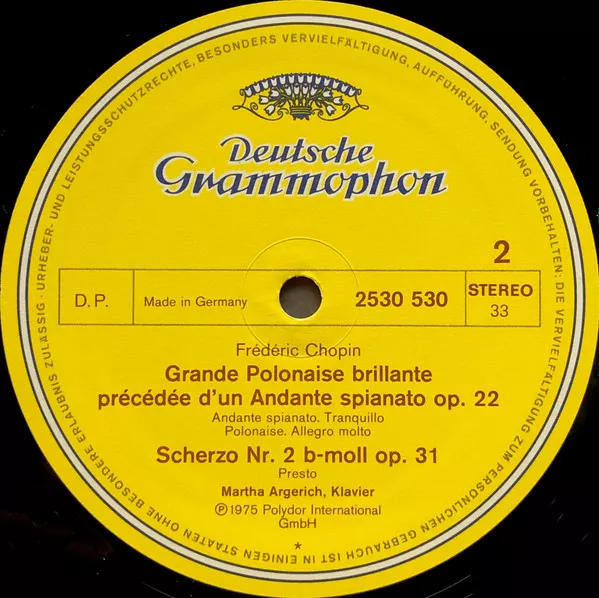 URHEBER- UND LEISTUNGSSCHUTZRECHTE, BESONDERS VERVIELFÄLTIGUNG, AUFFÜHRUNG, SENDUNG VORBEHALTEN; DIE VERVIELFÄLTIGUNG ZUM PERSÖNLICHEN GEBRAUCH IST IN EINIGEN STAATEN OHNE BESONDERE ERLAUBNIS ZULÄSSIG ·
Deutsche
Grammophon
2
D. P.
Made in Germany
2530 530
STEREO
33
Frédéric Chopin
Grande Polonaise brillante
précédée d'un Andante spianato op. 22
Andante spianato. Tranquillo
Polonaise. Allegro molto
Scherzo Nr. 2 b-moll op. 31
Presto
Martha Argerich, Klavier
Ⓟ 1975 Polydor International
GmbH
*